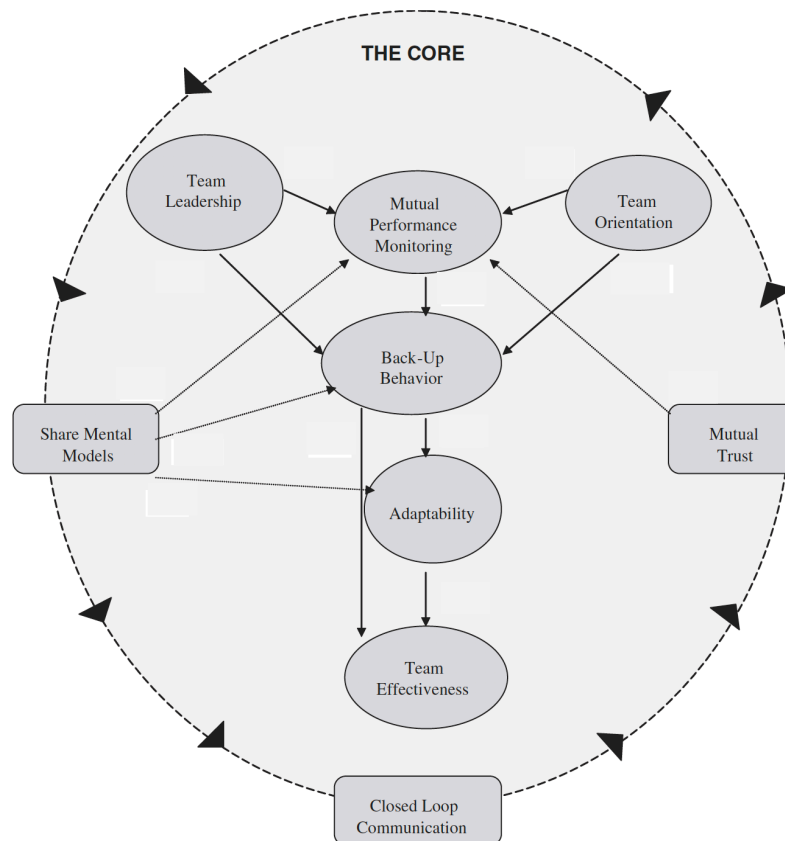 THE CORE
Team
Leadership
Mutual
Performance
Monitoring
Team
Orientation
Back-Up
Behavior
Share Mental
Models
Mutual
Trust
Adaptability
Team
Effectiveness
Closed Loop
Communication